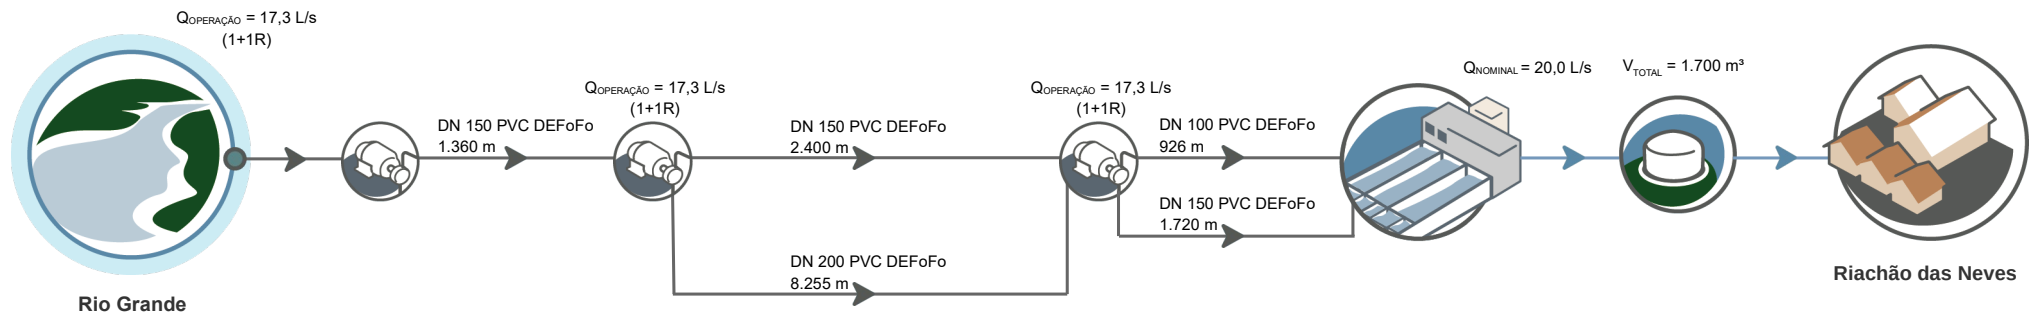 QOPERAÇÃO = 17,3 L/s
(1+1R)
QOPERAÇÃO = 17,3 L/s
(1+1R)
QOPERAÇÃO = 17,3 L/s
(1+1R)
QNOMINAL = 20,0 L/s
VTOTAL = 1.700 m³
DN 150 PVC DEFoFo
1.360 m
DN 150 PVC DEFoFo
2.400 m
DN 100 PVC DEFoFo
926 m
DN 150 PVC DEFoFo
1.720 m
DN 200 PVC DEFoFo
8.255 m
Rio Grande
Riachão das Neves